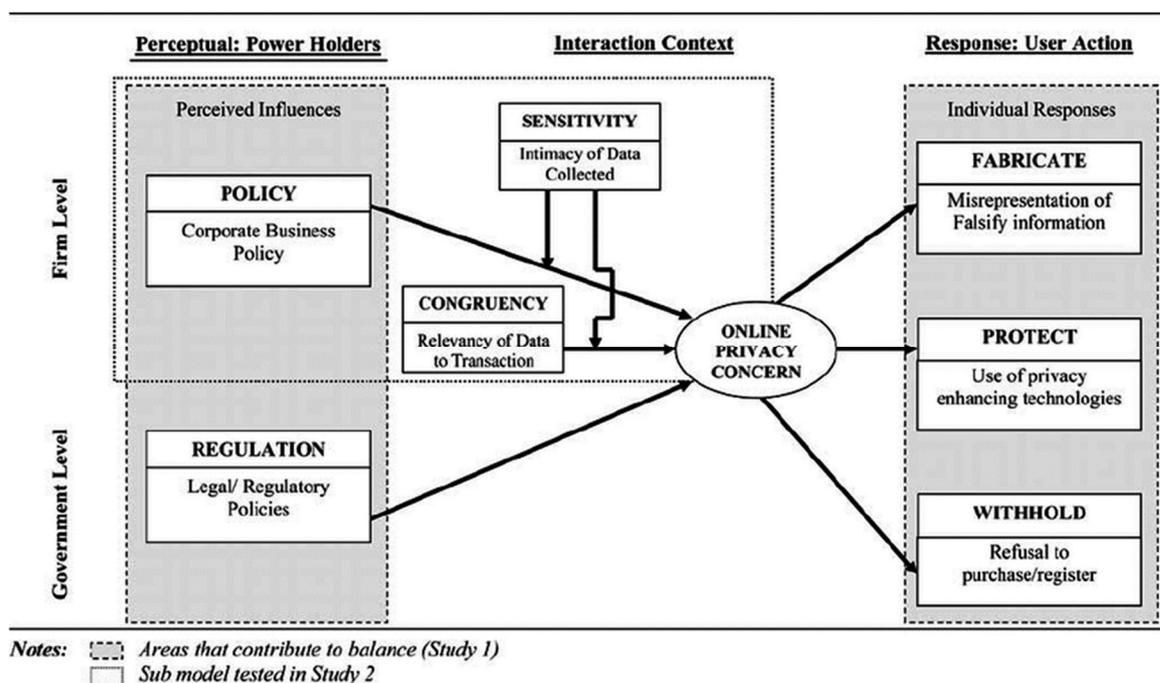 Perceptual: Power Holders
Interaction Context
Response: User Action
Perceived Influences
Individual Responses
Firm Level
Government Level
POLICY
Corporate Business
Policy
SENSITIVITY
Intimacy of Data
Collected
CONGRUENCY
Relevancy of Data
to Transaction
REGULATION
Legal/ Regulatory
Policies
ONLINE
PRIVACY
CONCERN
FABRICATE
Misrepresentation of
Falsify information
PROTECT
Use of privacy
enhancing technologies
WITHHOLD
Refusal to
purchase/register
Notes: Areas that contribute to balance (Study 1)
Sub model tested in Study 2